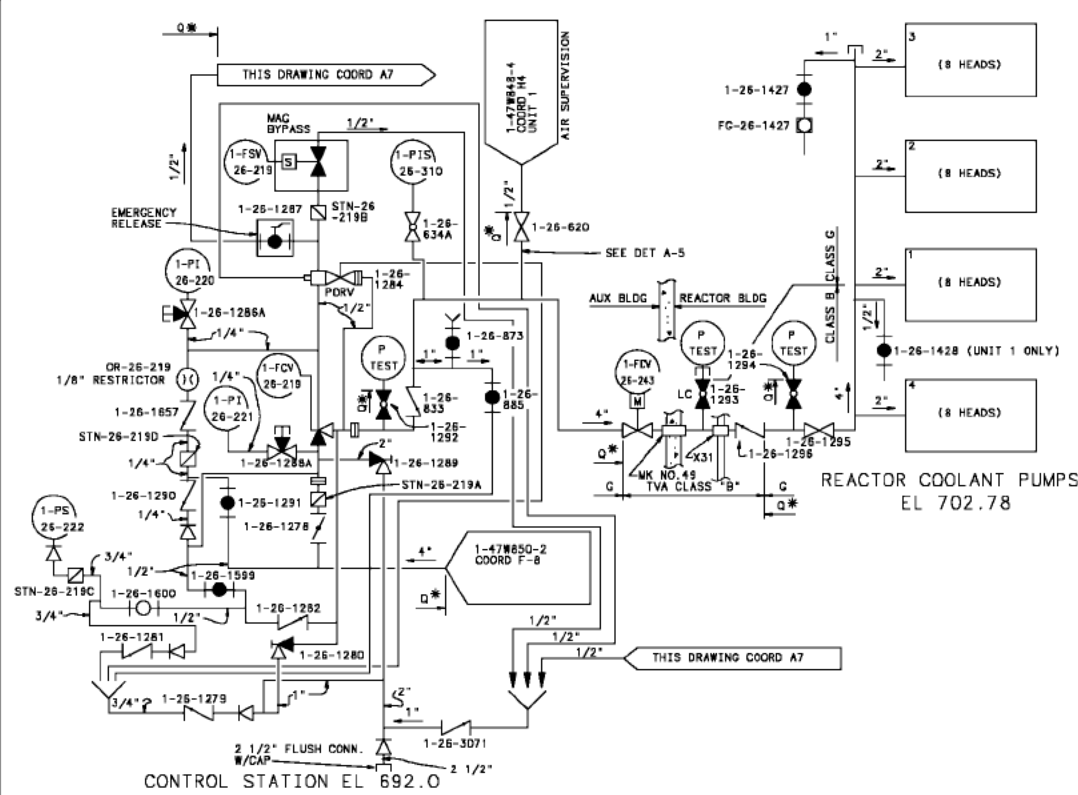 Q*
THIS DRAWING COORD A7
1/2"
MAG
BYPASS
1/2"
1-FSV
26-219
S
1-PIS
26-310
1-47W848-4
COORD H4
UNIT 1
AIR SUPERVISION
1/2"
Q*
1-26-620
SEE DET A-5
STN-26
-219B
1-26-1287
EMERGENCY
RELEASE
1-26-
634A
1-PI
26-220
1-26-
1284
PDRV
1/2"
1-26-1286A
1/4"
OR-26-219
1/8" RESTRICTOR
1-PI
26-221
1/4"
1-FCV
26-219
P
TEST
Q*
1-26-
1292
1"
1"
1-26-873
1-26-
833
1-26-
885
1-26-1657
STN-26-219D
1/4"
1-26-1288A
2"
1-26-1289
STN-26-219A
1-26-1290
1/4"
1-26-1291
1-26-1278
1-PS
26-222
3/4"
STN-26-219C
1/2"
1-26-1599
1-26-1600
3/4"
1/2"
1-26-1282
1-26-1281
1-26-1280
3/4"?
1-26-1279
1"
2"
1"
1-26-3071
2 1/2" FLUSH CONN.
W/CAP
2 1/2"
CONTROL STATION EL 692.0
4"
1-47W850-2
COORD F-8
Q*
1/2"
1/2"
1/2"
THIS DRAWING COORD A7
AUX BLDG
REACTOR BLDG
1-FCV
26-243
M
4"
P
TEST
LC
1-26-
1293
1-26-
1294
P
TEST
Q*
4"
X31
1-26-1296
1-26-1295
MK NO.49
Q*
G
TVA CLASS "B"
G
Q*
CLASS B
CLASS G
1"
1-26-1427
FG-26-1427
2"
3
(8 HEADS)
2"
2
(8 HEADS)
2"
1
(8 HEADS)
1/2"
1-26-1428 (UNIT 1 ONLY)
2"
4
(8 HEADS)
REACTOR COOLANT PUMPS
EL 702.78